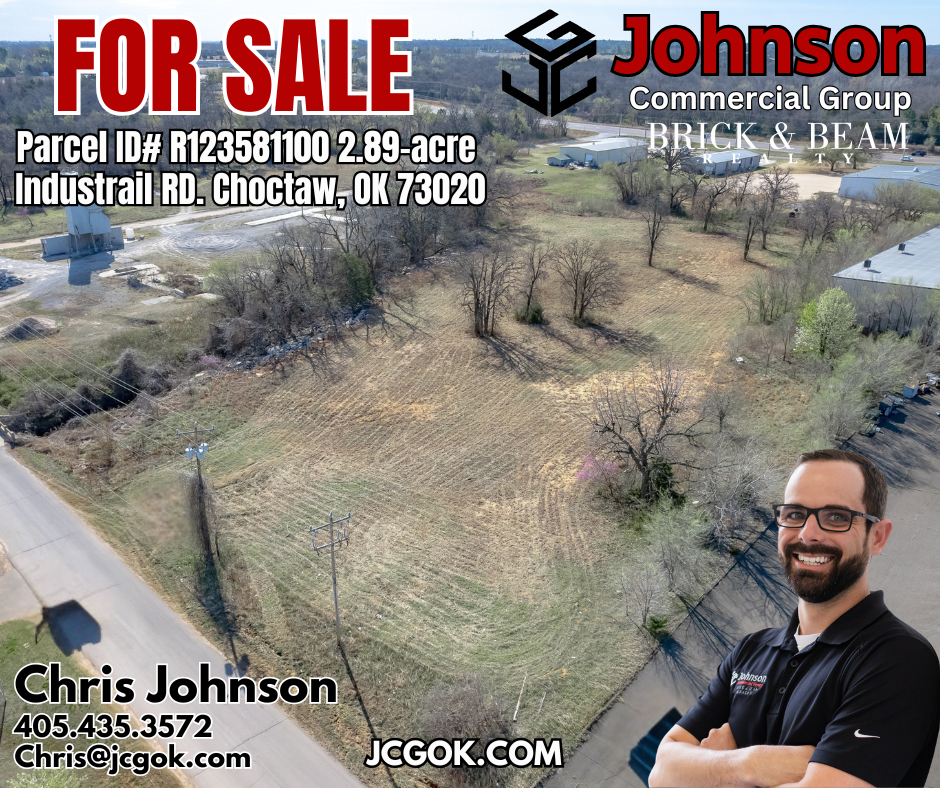 FOR SALE
Parcel ID# R123581100 2.89-acre
Industrail RD. Choctaw, OK 73020
Johnson
Commercial Group
BRICK & BEAM
REALTY
Chris Johnson
405.435.3572
Chris@jcgok.com
JCGOK.COM
Johnson